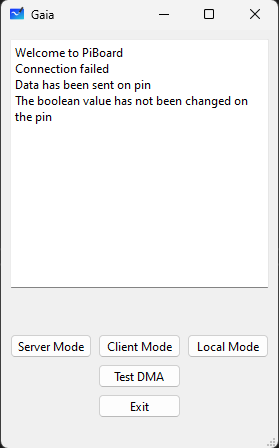 Gaia
Welcome to PiBoard
Connection failed
Data has been sent on pin
The boolean value has not been changed on
the pin
Server Mode Client Mode Local Mode
Test DMA
Exit